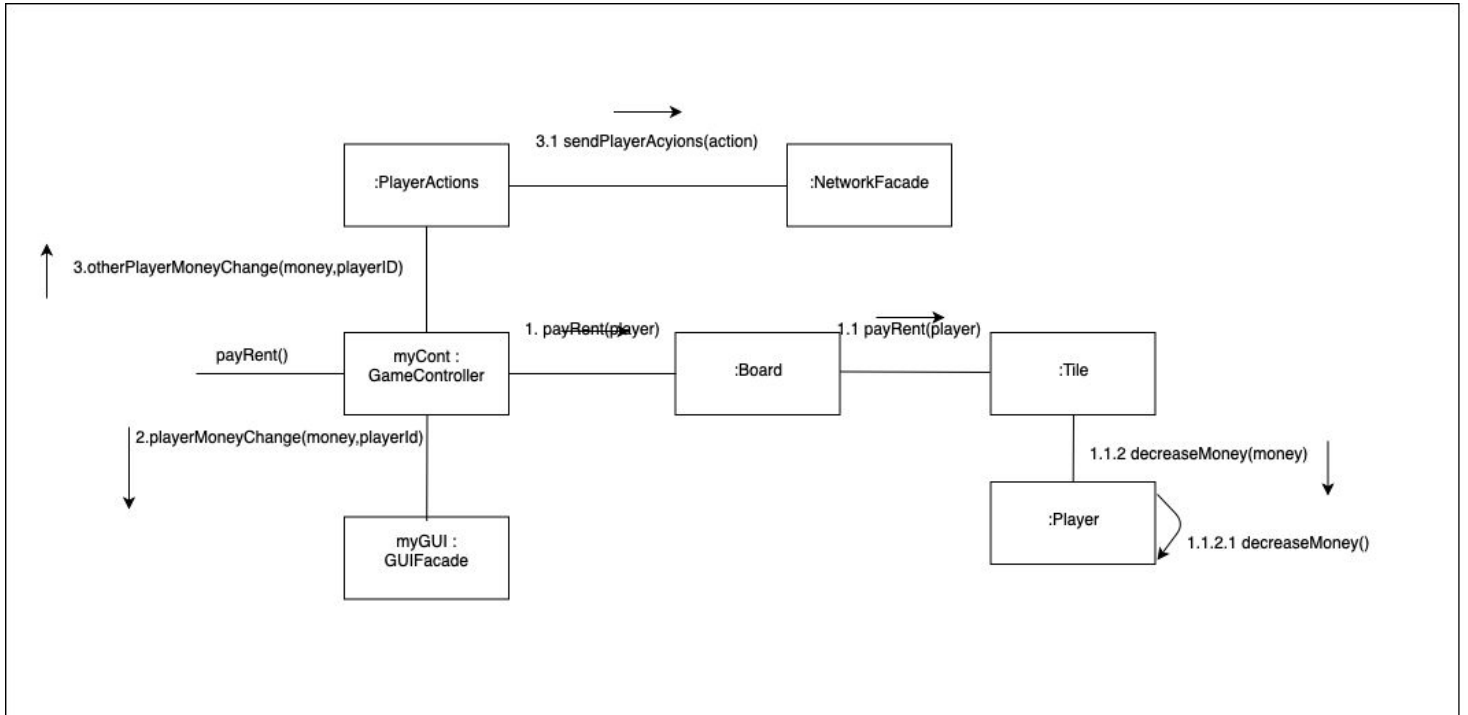 3.1 sendPlayerAcyions(action)
:PlayerActions
:NetworkFacade
3.otherPlayerMoneyChange(money,playerID)
1. payRent(player)
1.1 payRent(player)
payRent()
myCont :
GameController
:Board
:Tile
2.playerMoneyChange(money,playerId)
1.1.2 decreaseMoney(money)
:Player
myGUI :
GUIFacade
1.1.2.1 decreaseMoney()